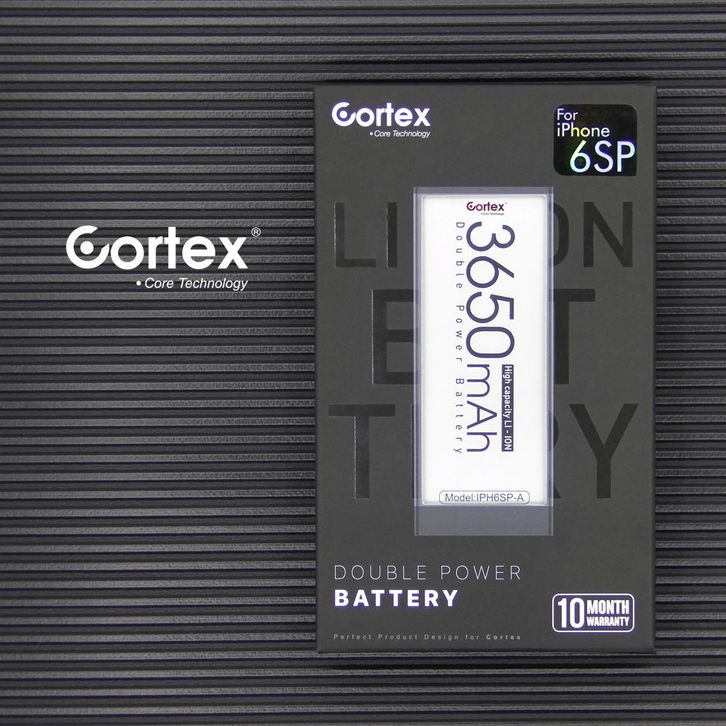 Cortex®
• Core Technology
Cortex
• Core Technology
For
iPhone
6SP
LI-ION
BATTERY
Cortex
• Core Technology
3650mAh
Double Power Battery
High capacity LI - ION
Model:IPH6SP-A
DOUBLE POWER
BATTERY
10 MONTH
WARRANTY
Perfect Product Design for Cortex